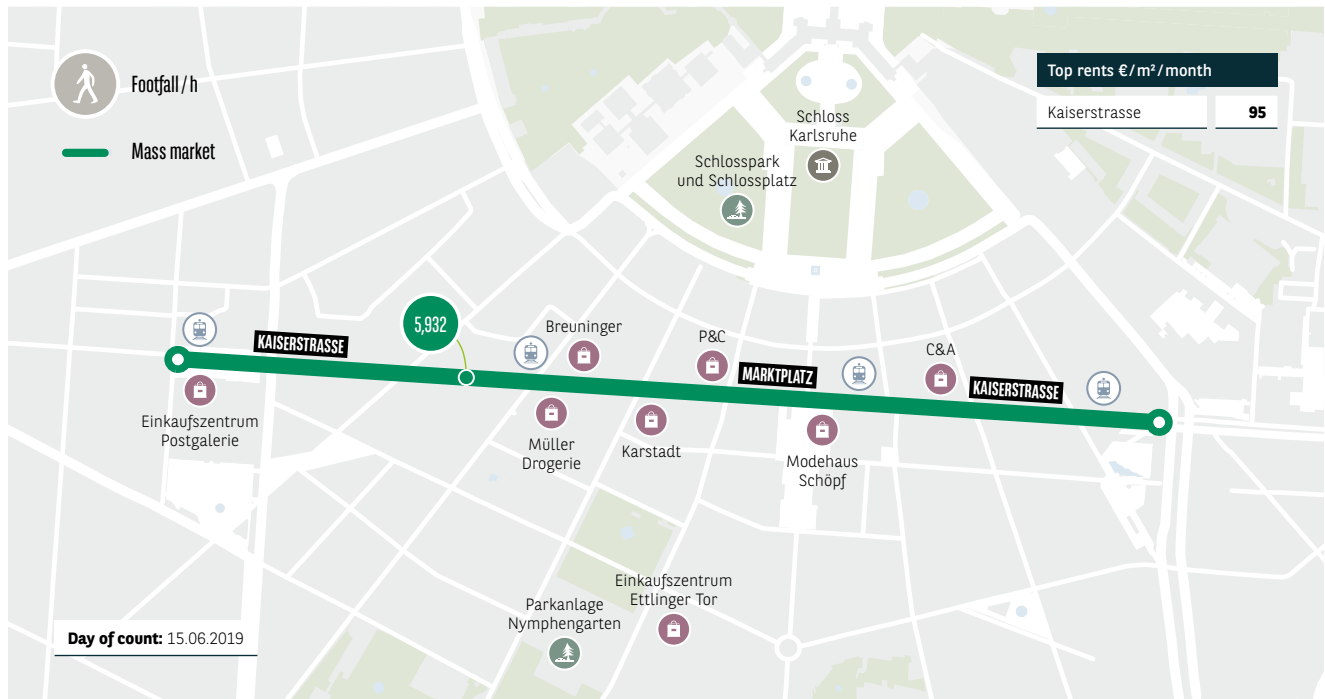 Footfall / h
Mass market
Top rents €/m²/month
Kaiserstrasse 95
Schloss
Karlsruhe
Schlosspark
und Schlossplatz
5,932
KAISERSTRASSE
Breuninger
P&C
MARKTPLATZ
C&A
KAISERSTRASSE
Einkaufszentrum
Postgalerie
Müller
Drogerie
Karstadt
Modehaus
Schöpf
Einkaufszentrum
Ettlinger Tor
Parkanlage
Nymphengarten
Day of count: 15.06.2019